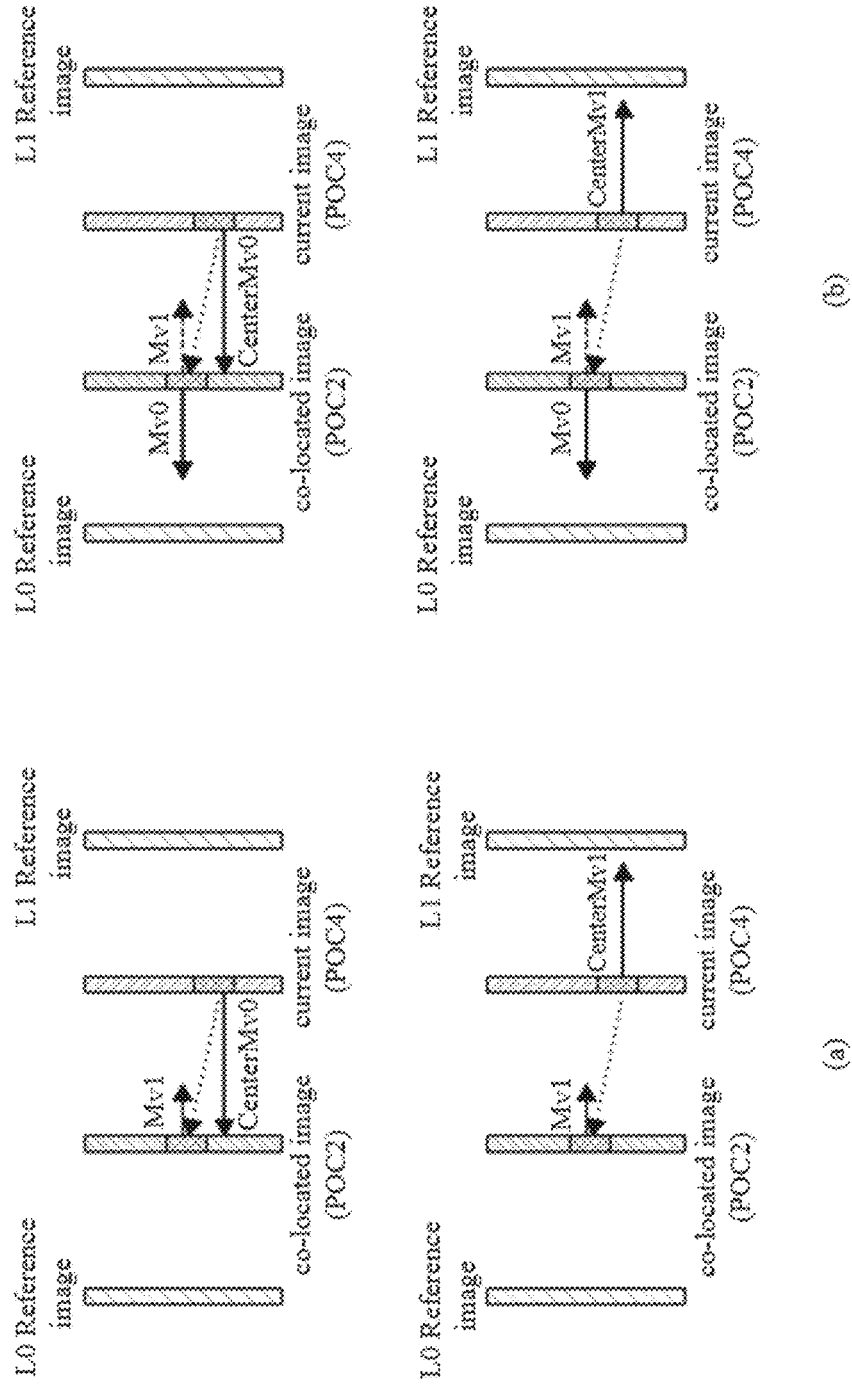 L0 Reference
image
L1 Reference
image
Mv1
CenterMv0
co-located image
(POC2)
current image
(POC4)
L0 Reference
image
L1 Reference
image
Mv1
CenterMv1
co-located image
(POC2)
current image
(POC4)
(a)
L0 Reference
image
L1 Reference
image
Mv0
Mv1
CenterMv0
co-located image
(POC2)
current image
(POC4)
L0 Reference
image
L1 Reference
image
Mv0
Mv1
CenterMv1
co-located image
(POC2)
current image
(POC4)
(b)